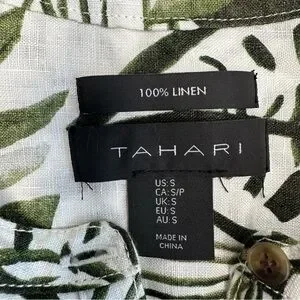 100% LINEN
TAHARI
US: S
CA: S/P
UK: S
EU: S
AU: S
MADE IN
CHINA